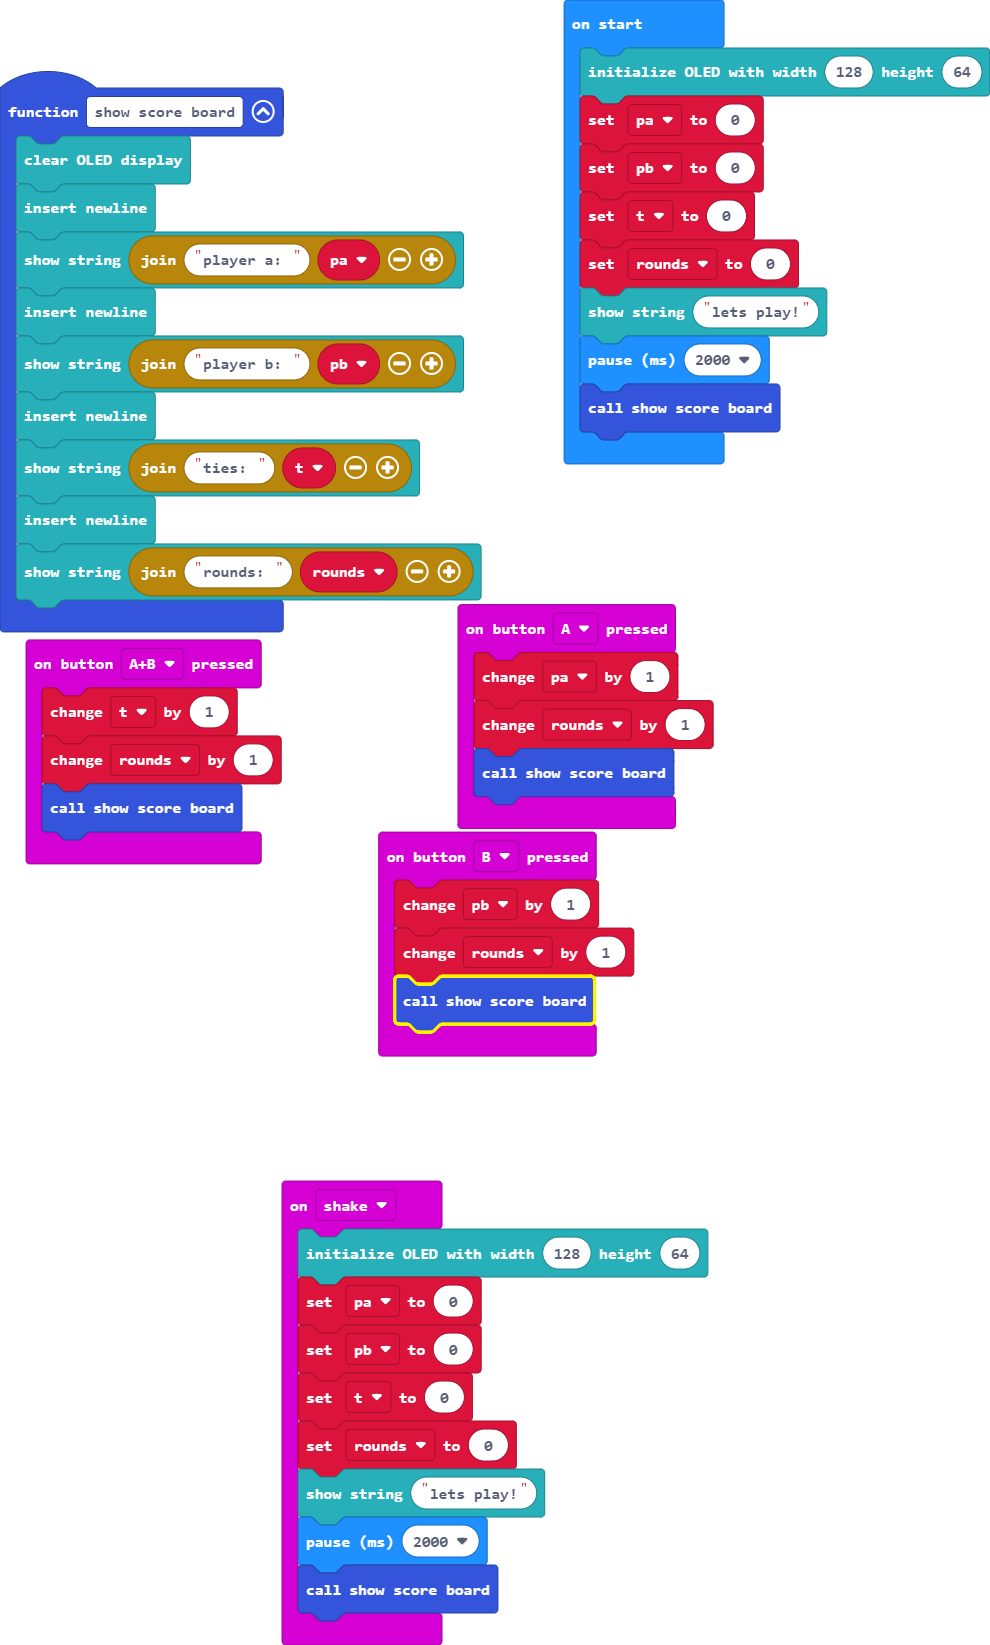 function show score board
clear OLED display
insert newline
show string join "player a: " pa
insert newline
show string join "player b: " pb
insert newline
show string join "ties: " t
insert newline
show string join "rounds: " rounds
on start
initialize OLED with width 128 height 64
set pa to 0
set pb to 0
set t to 0
set rounds to 0
show string "lets play!"
pause (ms) 2000
call show score board
on button A+B pressed
change t by 1
change rounds by 1
call show score board
on button A pressed
change pa by 1
change rounds by 1
call show score board
on button B pressed
change pb by 1
change rounds by 1
call show score board
on shake
initialize OLED with width 128 height 64
set pa to 0
set pb to 0
set t to 0
set rounds to 0
show string "lets play!"
pause (ms) 2000
call show score board